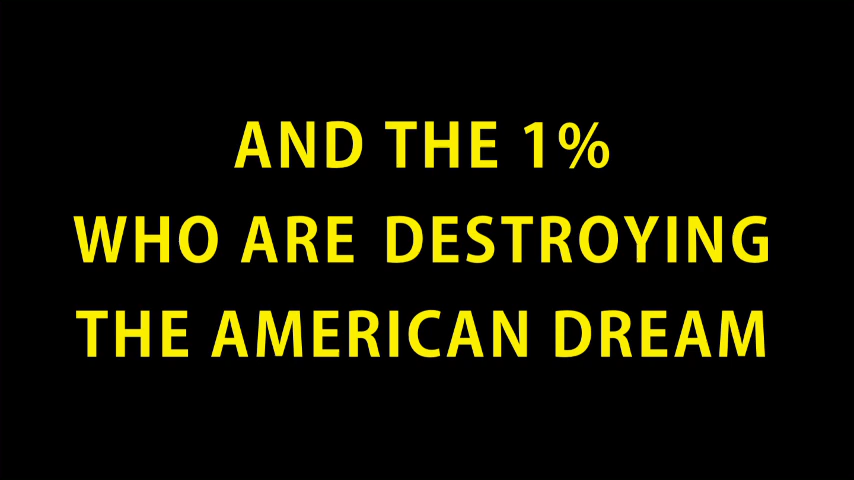 AND THE 1%
WHO ARE DESTROYING
THE AMERICAN DREAM